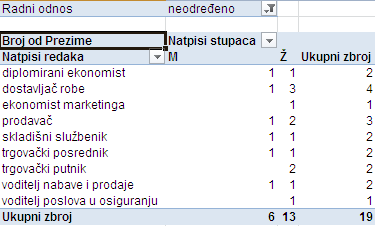 Radni odnos neodređeno
Broj od Prezime Natpisi stupaca
Natpisi redaka M Ž Ukupni zbroj
diplomirani ekonomist 1 1 2
dostavljač robe 1 3 4
ekonomist marketinga 1 1
prodavač 1 2 3
skladišni službenik 1 1 2
trgovački posrednik 1 1 2
trgovački putnik 2 2
voditelj nabave i prodaje 1 1 2
voditelj poslova u osiguranju 1 1
Ukupni zbroj 6 13 19